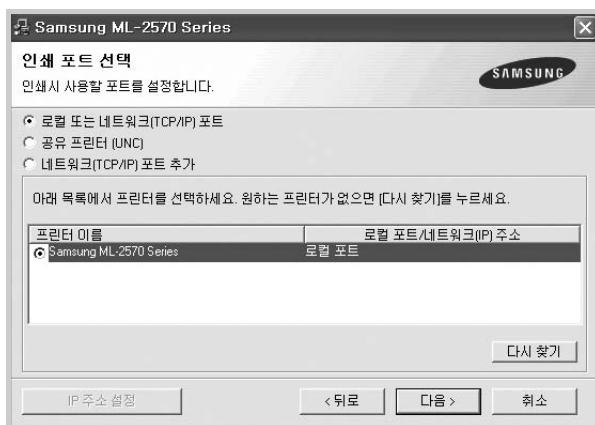 Samsung ML-2570 Series
인쇄 포트 선택
인쇄시 사용할 포트를 설정합니다.
SAMSUNG
로컬 또는 네트워크(TCP/IP) 포트
공유 프린터 (UNC)
네트워크(TCP/IP) 포트 추가
아래 목록에서 프린터를 선택하세요. 원하는 프린터가 없으면 [다시 찾기]를 누르세요.
프린터 이름 로컬 포트/네트워크(IP) 주소
Samsung ML-2570 Series 로컬 포트
다시 찾기
IP 주소 설정 < 뒤로 다음 > 취소